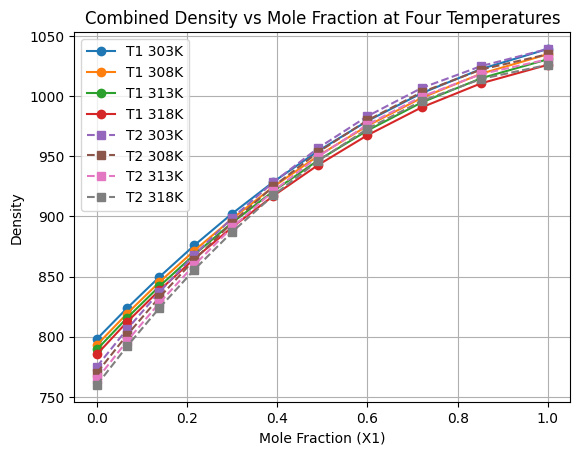 Combined Density vs Mole Fraction at Four Temperatures
1050
1000
950
900
850
800
750
Density
T1 303K
T1 308K
T1 313K
T1 318K
T2 303K
T2 308K
T2 313K
T2 318K
0.0 0.2 0.4 0.6 0.8 1.0
Mole Fraction (X1)